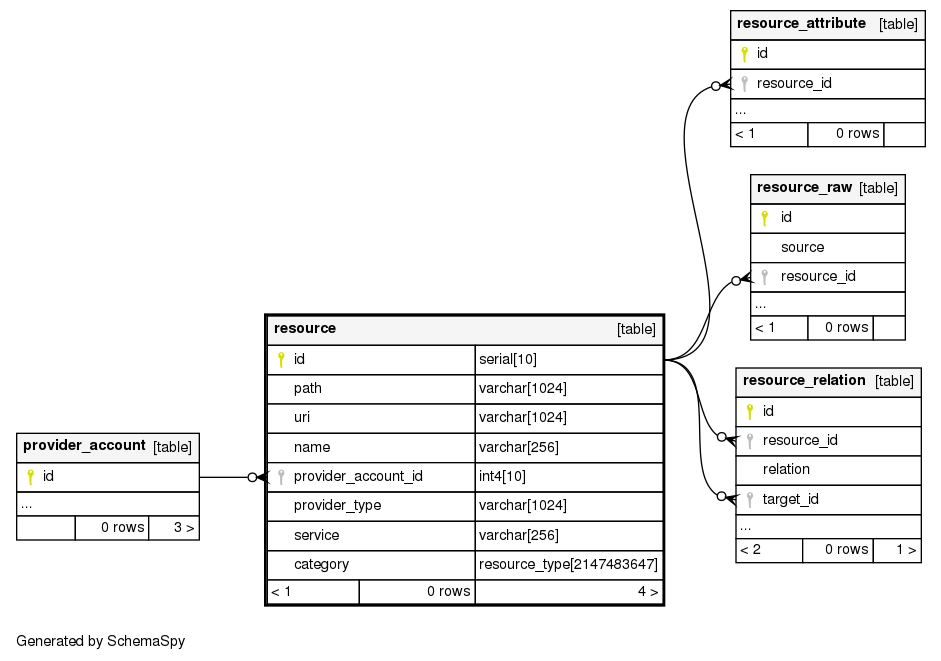 resource_attribute [table]
id
resource_id
...
< 1 0 rows
resource_raw [table]
id
source
resource_id
...
< 1 0 rows
resource [table]
id serial[10]
path varchar[1024]
uri varchar[1024]
name varchar[256]
provider_account_id int4[10]
provider_type varchar[1024]
service varchar[256]
category resource_type[2147483647]
< 1 0 rows 4 >
resource_relation [table]
id
resource_id
relation
target_id
...
< 2 0 rows 1 >
provider_account [table]
id
...
0 rows 3 >
Generated by SchemaSpy